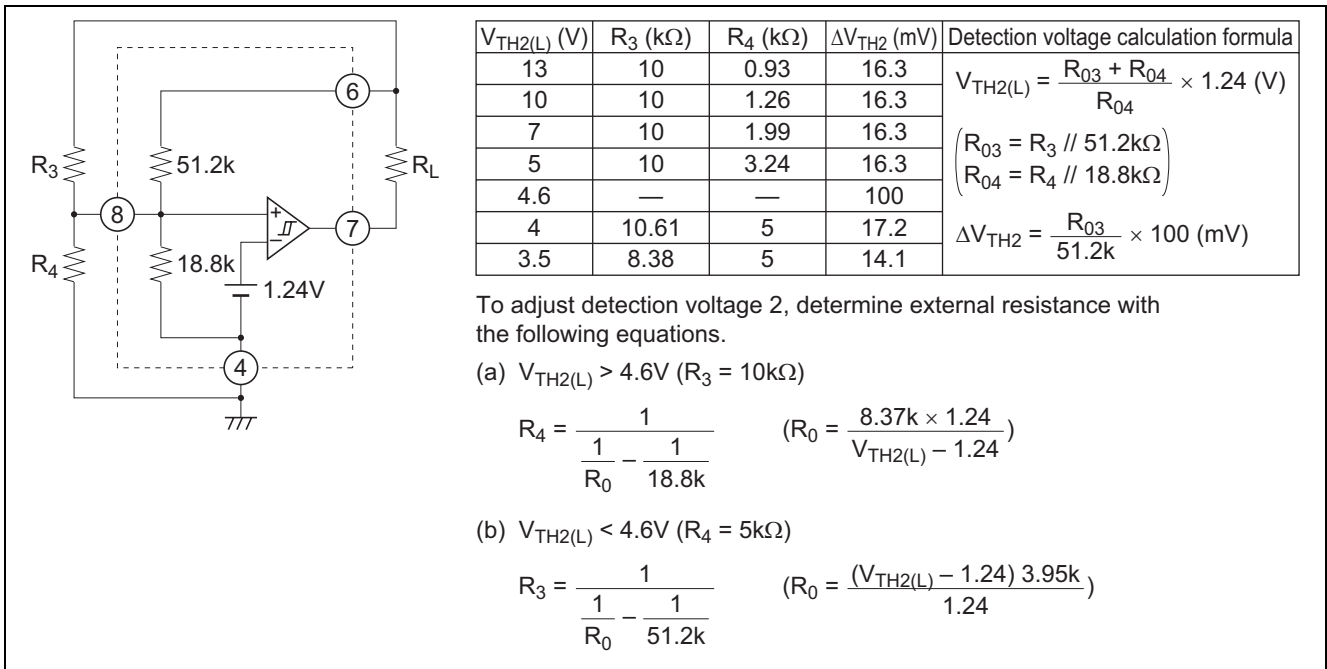 6
R3
51.2k
RL
8
+
−
7
R4
18.8k
1.24V
4
VTH2(L) (V) R3 (kΩ) R4 (kΩ) ΔVTH2 (mV) Detection voltage calculation formula
13 10 0.93 16.3
10 10 1.26 16.3
7 10 1.99 16.3
5 10 3.24 16.3
4.6 — — 100
4 10.61 5 17.2
3.5 8.38 5 14.1
VTH2(L) = (R03 + R04) / R04 × 1.24 (V)
(R03 = R3 // 51.2kΩ
R04 = R4 // 18.8kΩ)
ΔVTH2 = R03 / 51.2k × 100 (mV)
To adjust detection voltage 2, determine external resistance with
the following equations.
(a) VTH2(L) > 4.6V (R3 = 10kΩ)
R4 = 1 / (1/R0 – 1/18.8k) (R0 = 8.37k × 1.24 / (VTH2(L) – 1.24))
(b) VTH2(L) < 4.6V (R4 = 5kΩ)
R3 = 1 / (1/R0 – 1/51.2k) (R0 = (VTH2(L) – 1.24) 3.95k / 1.24)